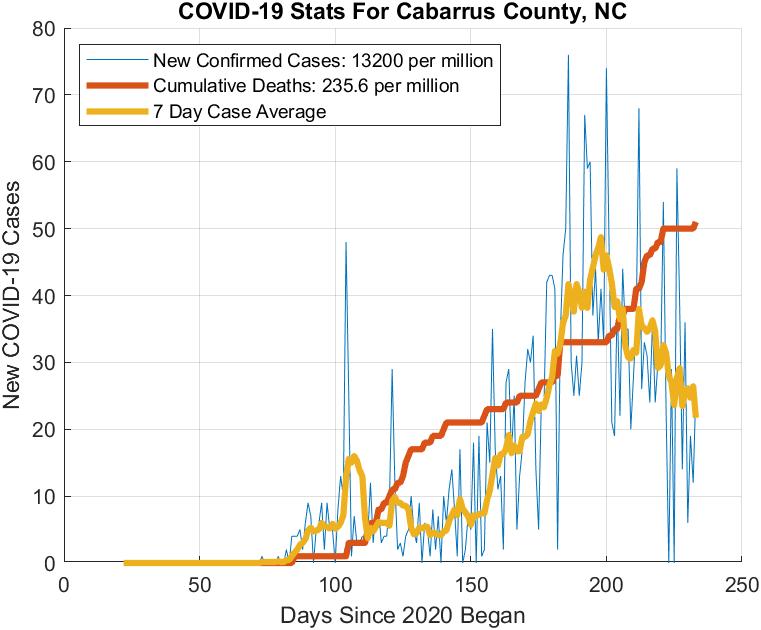 COVID-19 Stats For Cabarrus County, NC
80
70
60
50
40
30
20
10
0
New COVID-19 Cases
New Confirmed Cases: 13200 per million
Cumulative Deaths: 235.6 per million
7 Day Case Average
0 50 100 150 200 250
Days Since 2020 Began